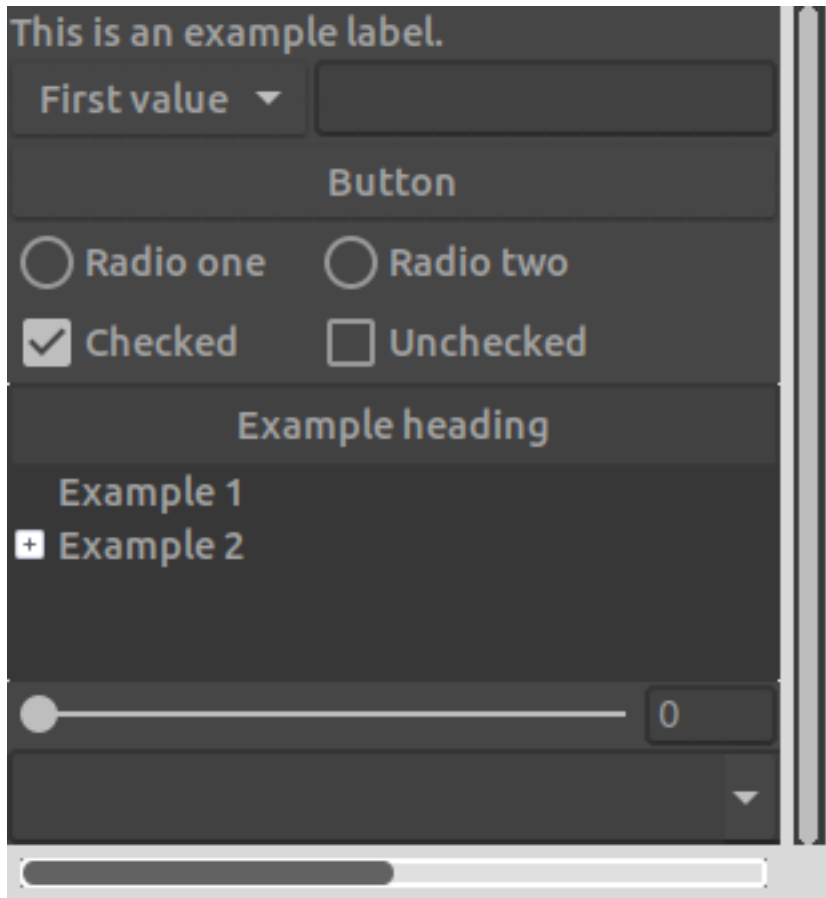 This is an example label.
First value
Button
Radio one Radio two
Checked Unchecked
Example heading
Example 1
Example 2
0